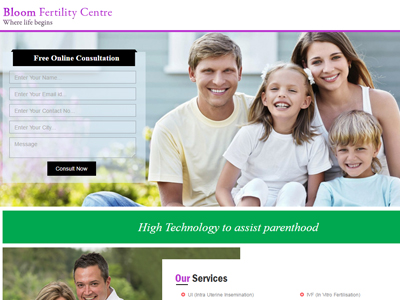 Bloom Fertility Centre
Where life begins
Free Online Consultation
Enter Your Name...
Enter Your Email id...
Enter Your Contact No...
Enter Your City...
Message
Consult Now
High Technology to assist parenthood
Our Services
UI (Intra Uterine Insemination)
IVF (In Vitro Fertilisation)